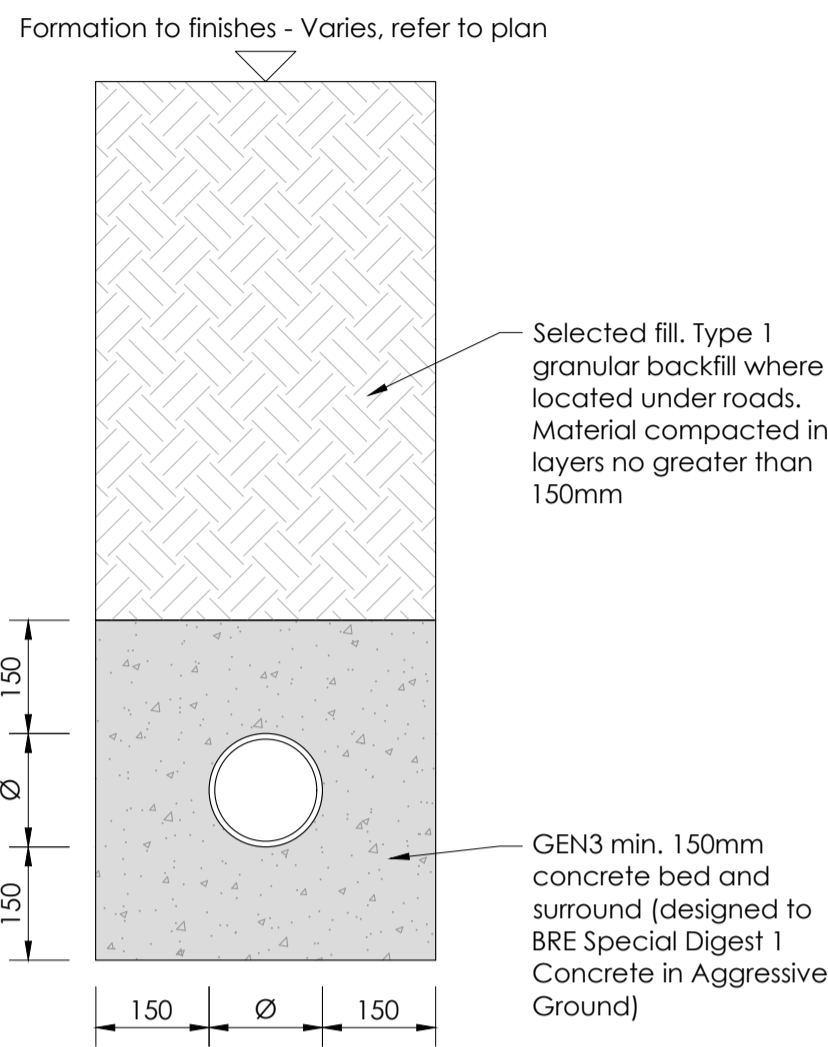 Formation to finishes - Varies, refer to plan
Selected fill. Type 1
granular backfill where
located under roads.
Material compacted in
layers no greater than
150mm
150
Ø
150
GEN3 min. 150mm
concrete bed and
surround (designed to
BRE Special Digest 1
Concrete in Aggressive
Ground)
150 Ø 150